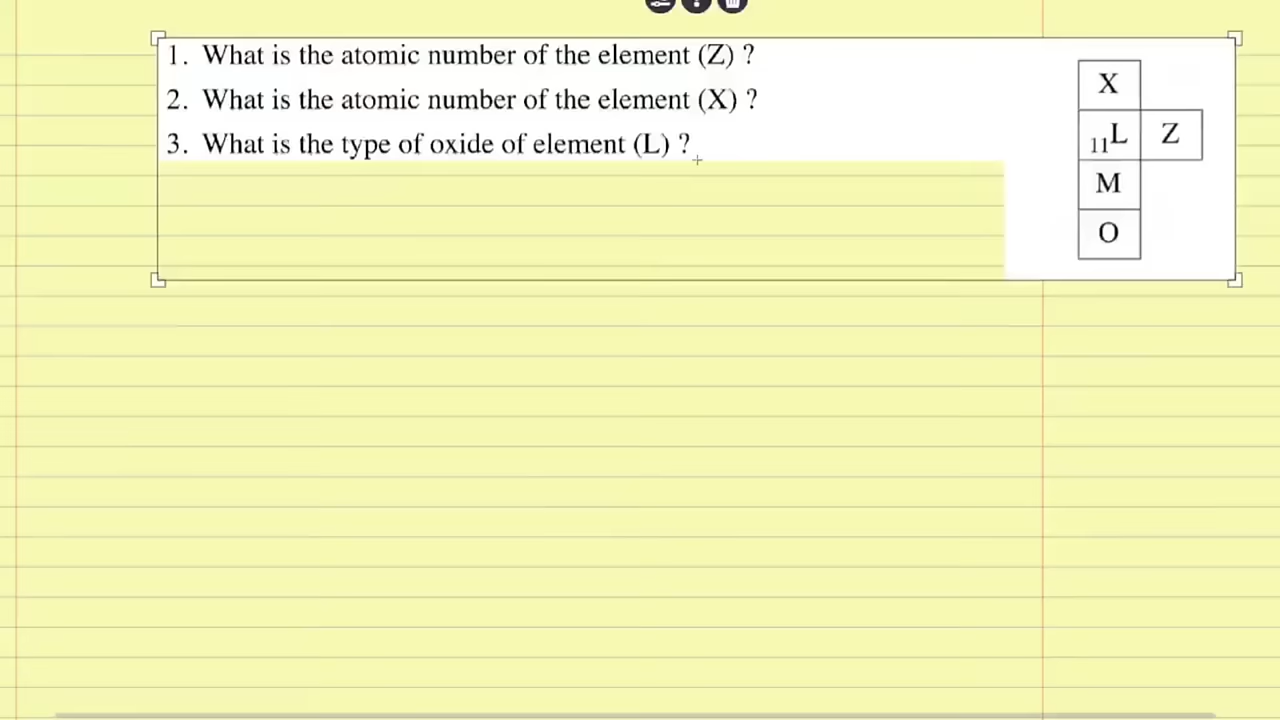 1. What is the atomic number of the element (Z) ?
2. What is the atomic number of the element (X) ?
3. What is the type of oxide of element (L) ?
X
₁₁L Z
M
O